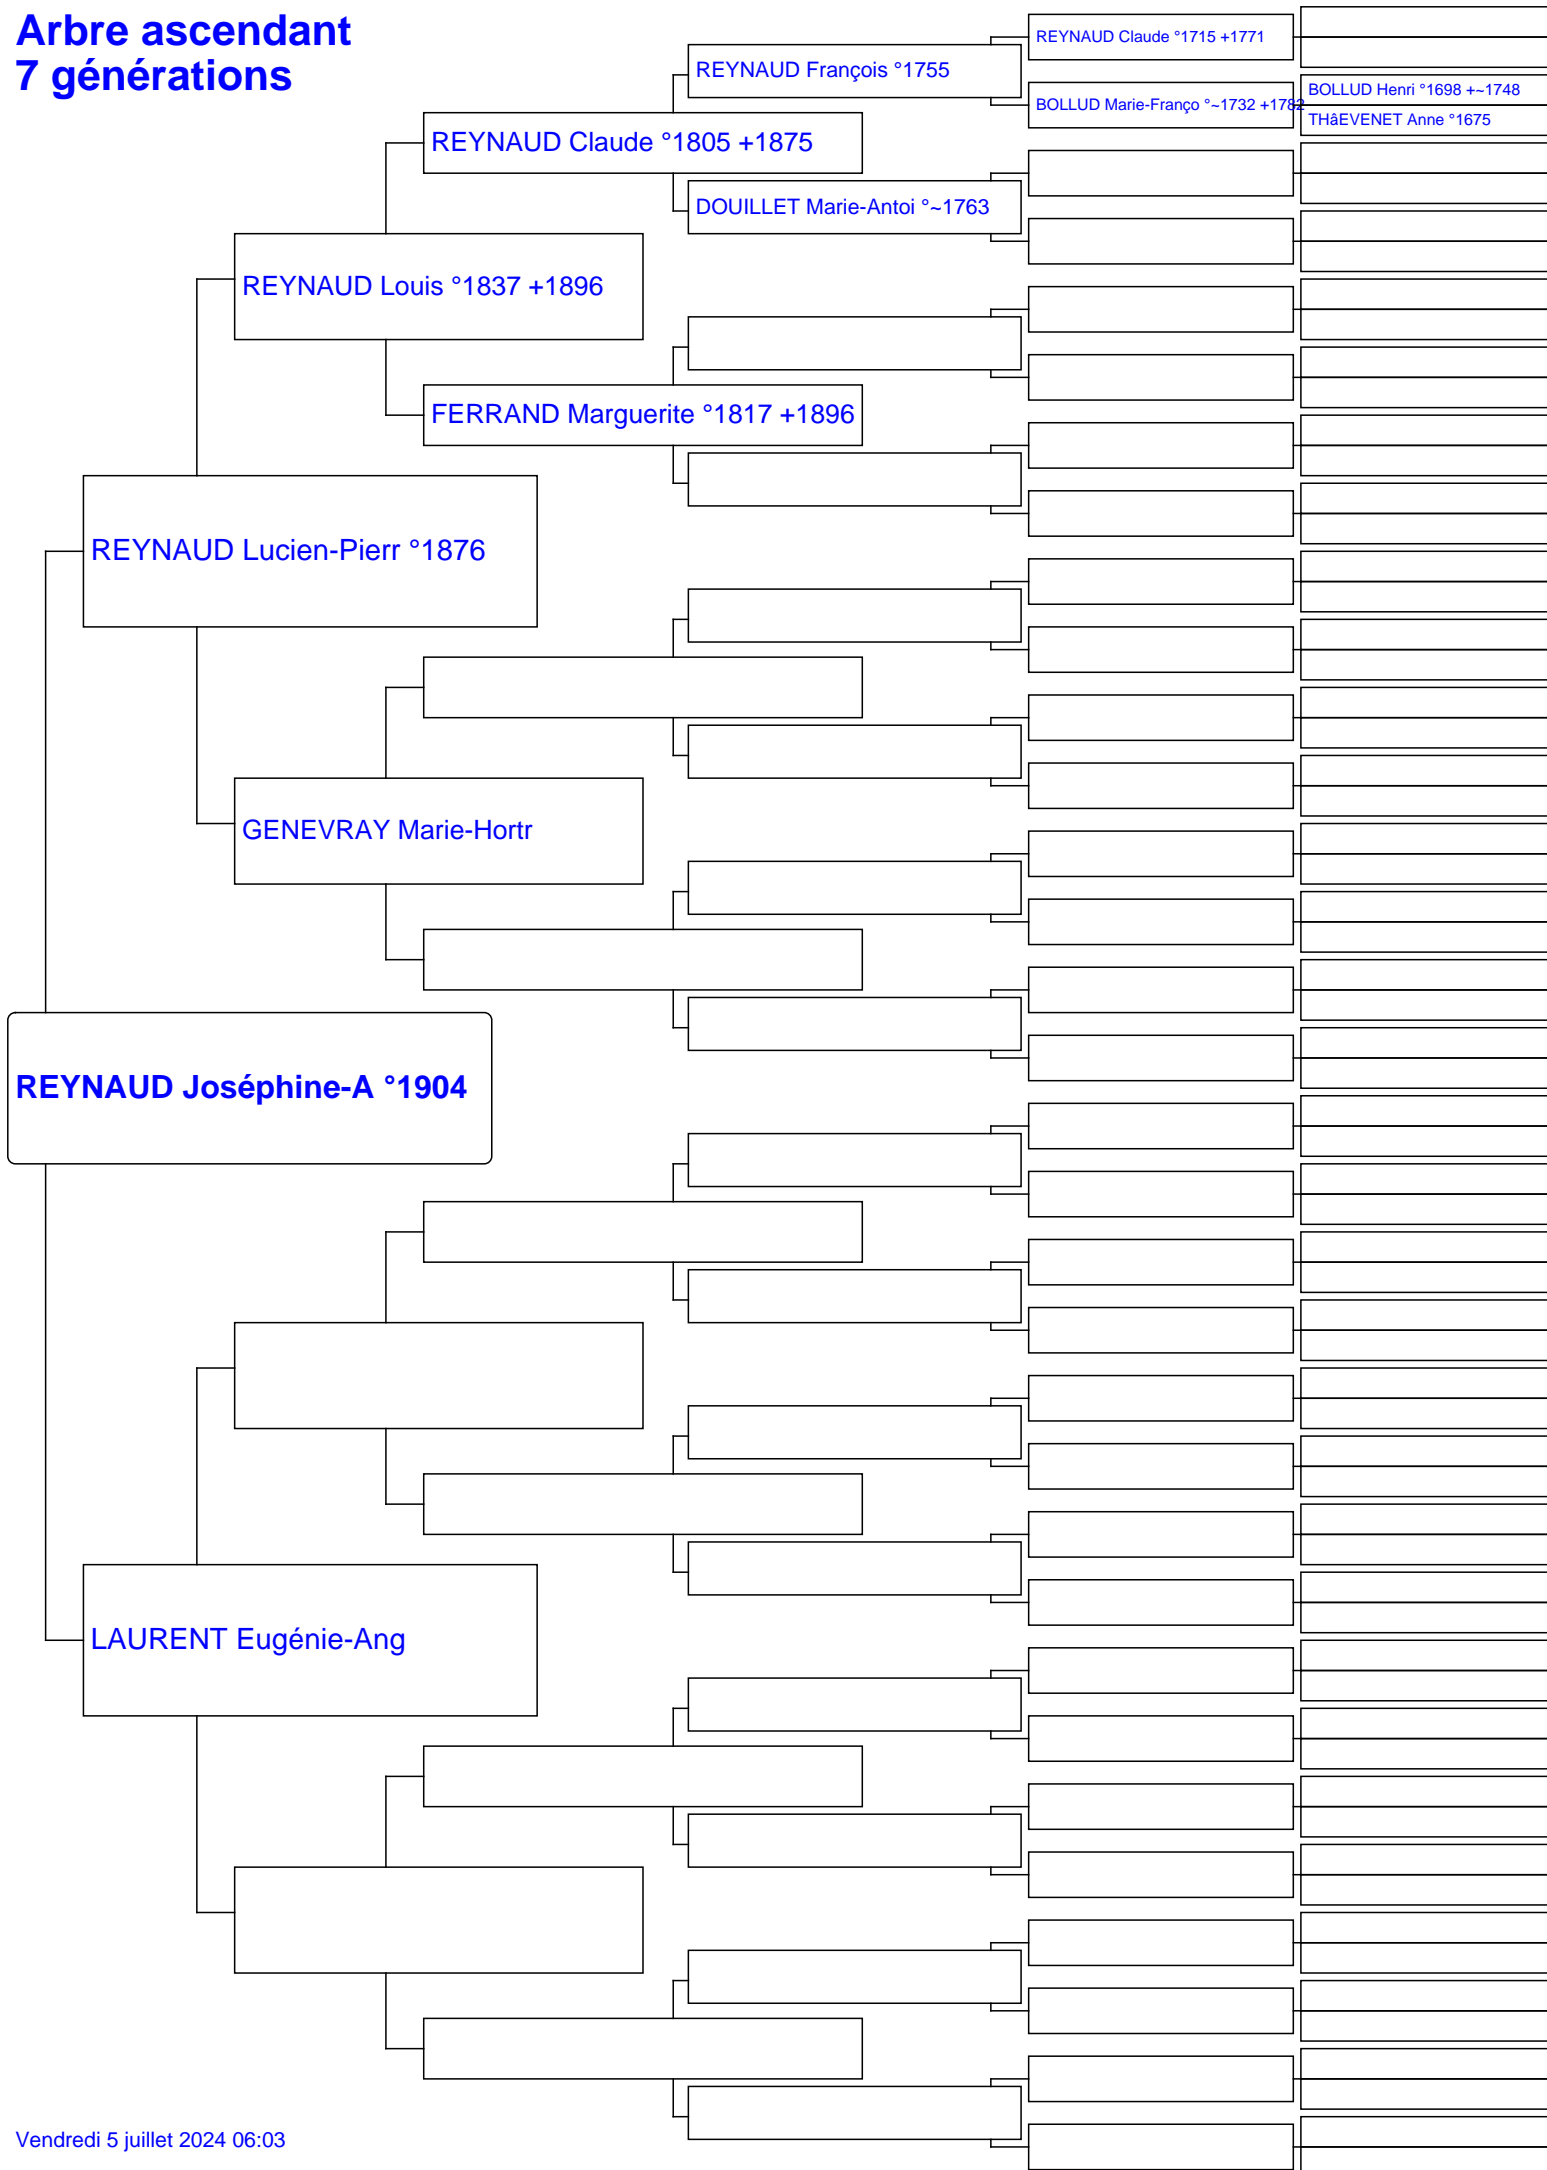 Arbre ascendant
7 générations
REYNAUD Claude °1715 +1771
REYNAUD François °1755
BOLLUD Henri °1698 +~1748
BOLLUD Marie-Franço °~1732 +1782
THâEVENET Anne °1675
REYNAUD Claude °1805 +1875
DOUILLET Marie-Antoi °~1763
REYNAUD Louis °1837 +1896
FERRAND Marguerite °1817 +1896
REYNAUD Lucien-Pierr °1876
GENEVRAY Marie-Hortr
REYNAUD Joséphine-A °1904
LAURENT Eugénie-Ang
Vendredi 5 juillet 2024 06:03